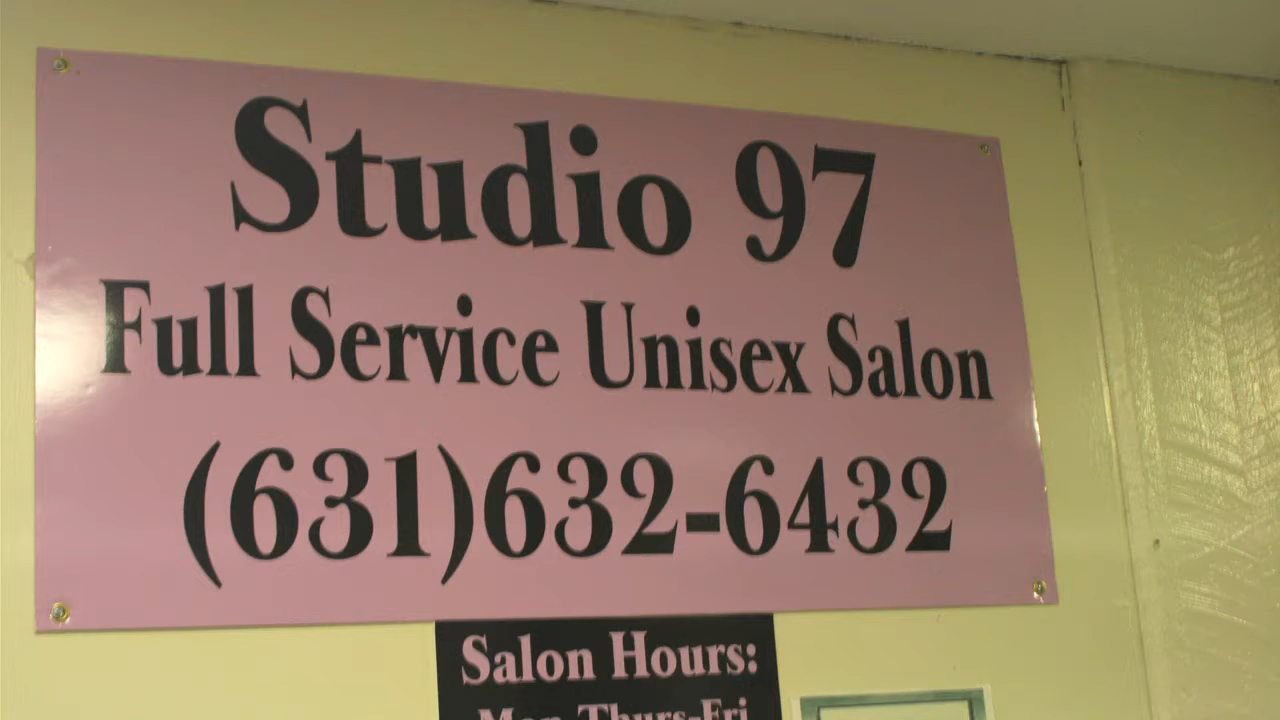 Studio 97
Full Service Unisex Salon
(631)632-6432
Salon Hours:
Mon Thurs-Fri